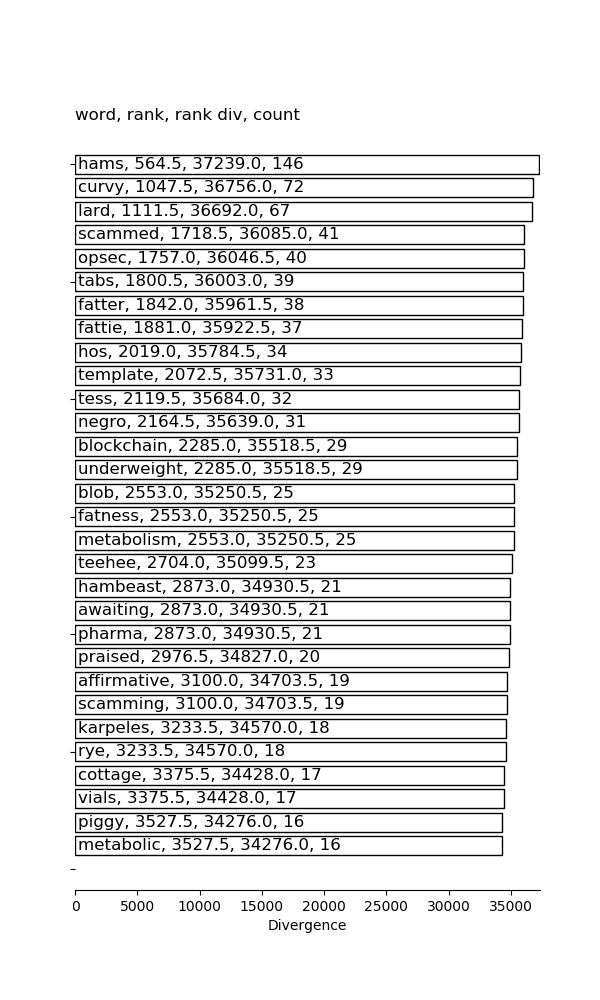 word, rank, rank div, count
hams, 564.5, 37239.0, 146
curvy, 1047.5, 36756.0, 72
lard, 1111.5, 36692.0, 67
scammed, 1718.5, 36085.0, 41
opsec, 1757.0, 36046.5, 40
tabs, 1800.5, 36003.0, 39
fatter, 1842.0, 35961.5, 38
fattie, 1881.0, 35922.5, 37
hos, 2019.0, 35784.5, 34
template, 2072.5, 35731.0, 33
tess, 2119.5, 35684.0, 32
negro, 2164.5, 35639.0, 31
blockchain, 2285.0, 35518.5, 29
underweight, 2285.0, 35518.5, 29
blob, 2553.0, 35250.5, 25
fatness, 2553.0, 35250.5, 25
metabolism, 2553.0, 35250.5, 25
teehee, 2704.0, 35099.5, 23
hambeast, 2873.0, 34930.5, 21
awaiting, 2873.0, 34930.5, 21
pharma, 2873.0, 34930.5, 21
praised, 2976.5, 34827.0, 20
affirmative, 3100.0, 34703.5, 19
scamming, 3100.0, 34703.5, 19
karpeles, 3233.5, 34570.0, 18
rye, 3233.5, 34570.0, 18
cottage, 3375.5, 34428.0, 17
vials, 3375.5, 34428.0, 17
piggy, 3527.5, 34276.0, 16
metabolic, 3527.5, 34276.0, 16
0 5000 10000 15000 20000 25000 30000 35000
Divergence